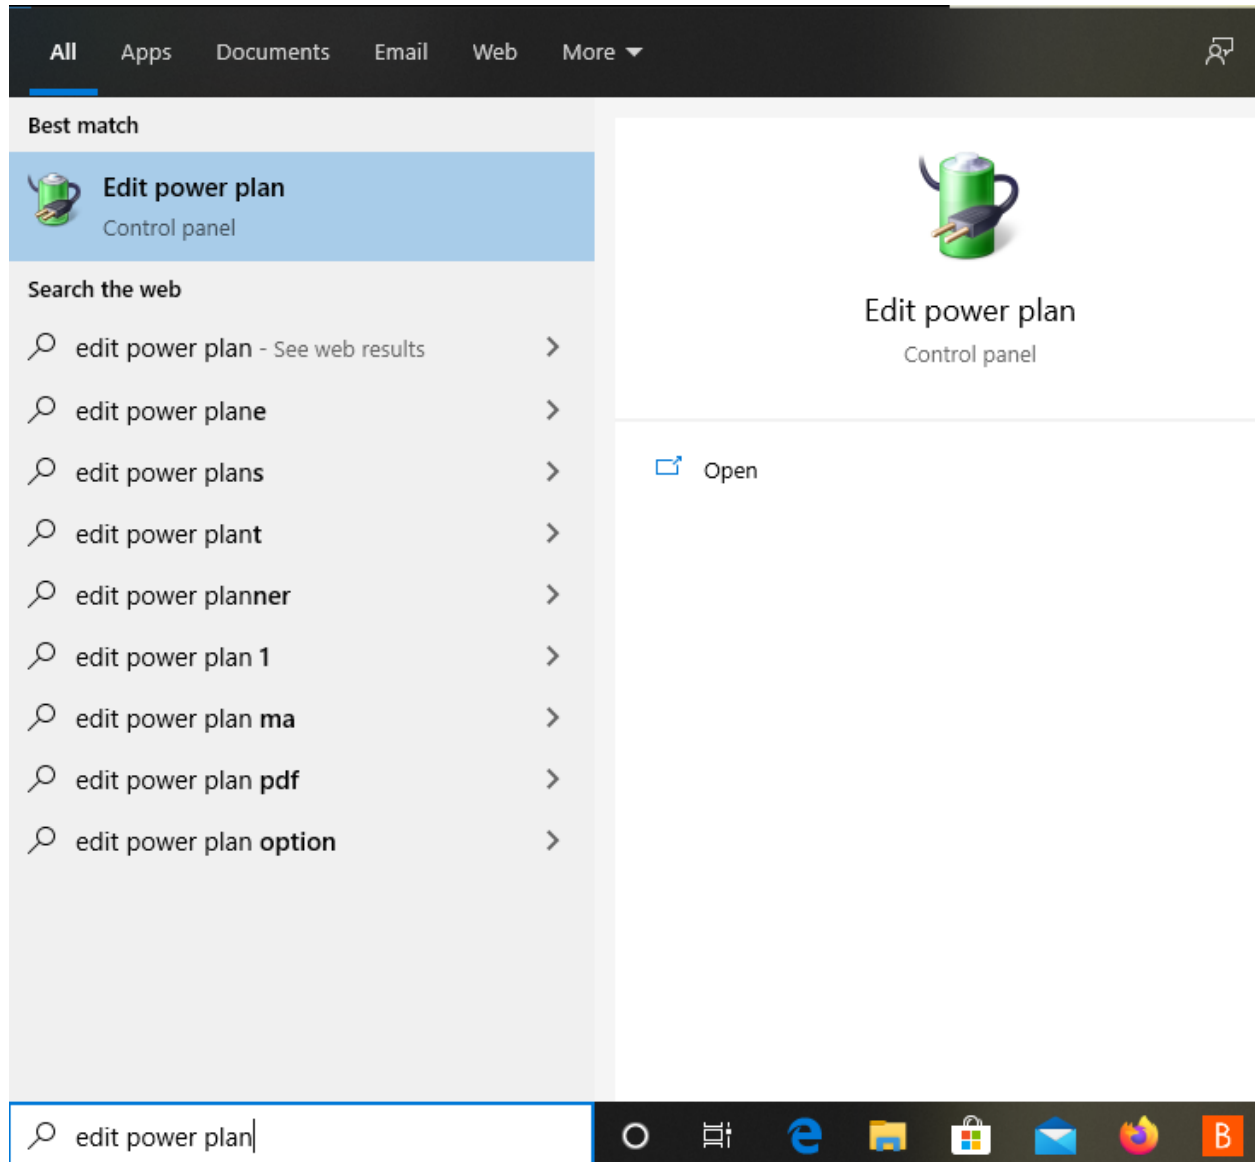 All Apps Documents Email Web More
Best match
Edit power plan
Control panel
Search the web
edit power plan - See web results
edit power plane
edit power plans
edit power plant
edit power planner
edit power plan 1
edit power plan ma
edit power plan pdf
edit power plan option
Edit power plan
Control panel
Open
edit power plan
B